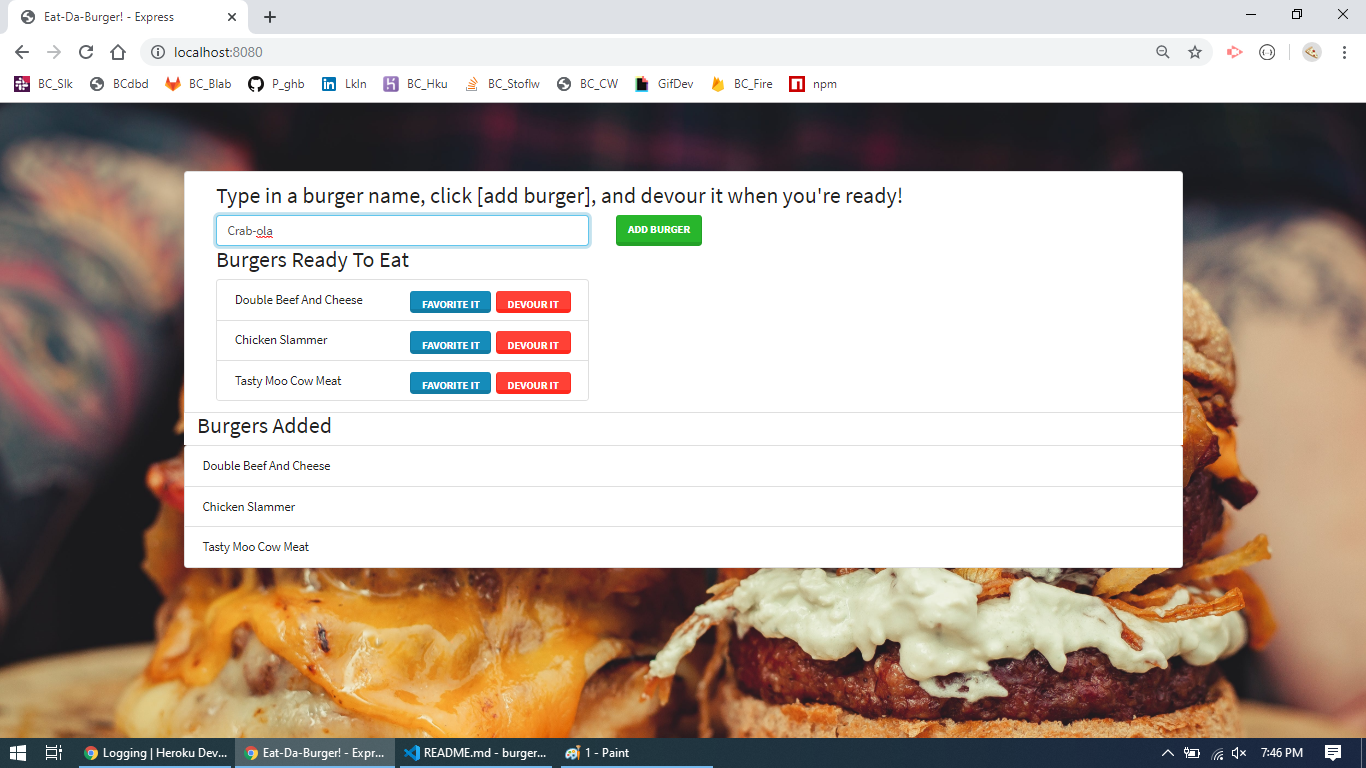 Eat-Da-Burger! - Express
localhost:8080
BC_Slk BCdbd BC_Blab P_ghb LkIn BC_Hku BC_Stoflw BC_CW GifDev BC_Fire npm
Type in a burger name, click [add burger], and devour it when you're ready!
Crab-ola ADD BURGER
Burgers Ready To Eat
Double Beef And Cheese FAVORITE IT DEVOUR IT
Chicken Slammer FAVORITE IT DEVOUR IT
Tasty Moo Cow Meat FAVORITE IT DEVOUR IT
Burgers Added
Double Beef And Cheese
Chicken Slammer
Tasty Moo Cow Meat
Logging | Heroku Dev... Eat-Da-Burger! - Expr... README.md - burger... 1 - Paint 7:46 PM